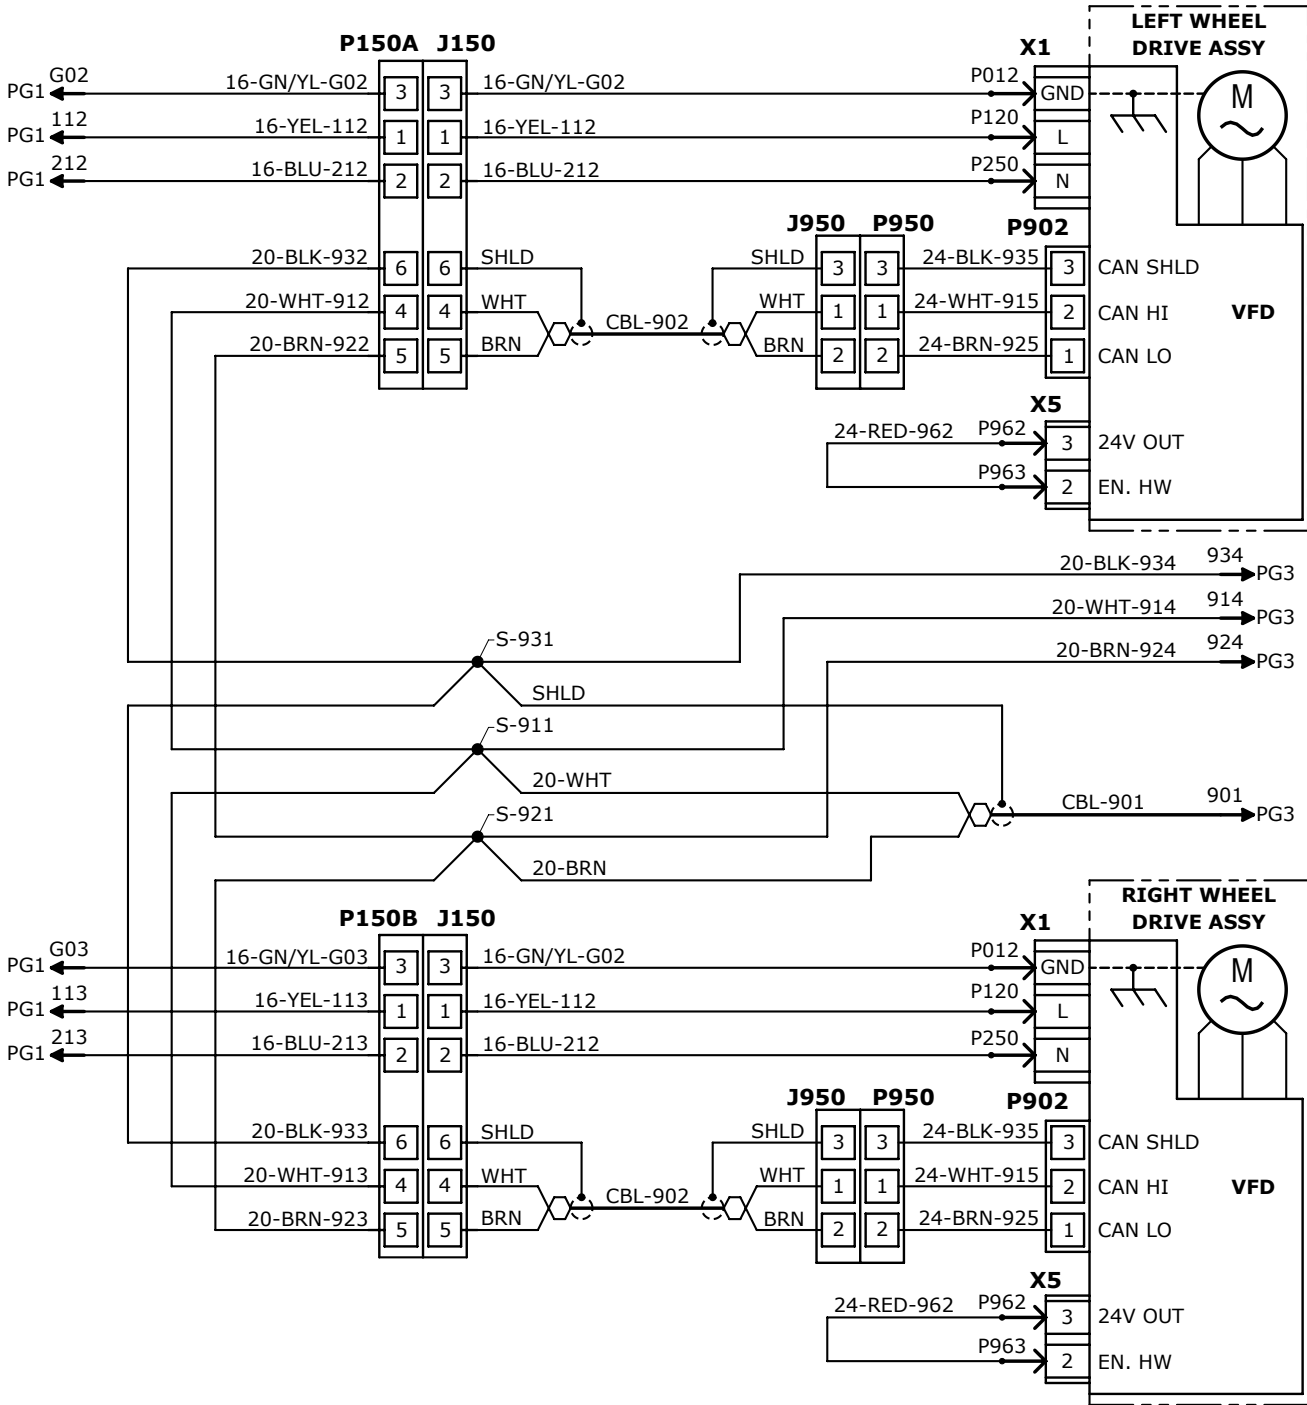 LEFT WHEEL
DRIVE ASSY
P150A J150 X1
PG1 G02 16-GN/YL-G02 3 3 16-GN/YL-G02 P012 GND M
PG1 112 16-YEL-112 1 1 16-YEL-112 P120 L
PG1 212 16-BLU-212 2 2 16-BLU-212 P250 N
J950 P950 P902
20-BLK-932 6 6 SHLD SHLD 3 3 24-BLK-935 3 CAN SHLD
20-WHT-912 4 4 WHT CBL-902 WHT 1 1 24-WHT-915 2 CAN HI VFD
20-BRN-922 5 5 BRN BRN 2 2 24-BRN-925 1 CAN LO
X5
24-RED-962 P962 3 24V OUT
P963 2 EN. HW
20-BLK-934 934 PG3
20-WHT-914 914 PG3
20-BRN-924 924 PG3
S-931
SHLD
S-911
20-WHT
CBL-901 901 PG3
S-921
20-BRN
RIGHT WHEEL
DRIVE ASSY
P150B J150 X1
PG1 G03 16-GN/YL-G03 3 3 16-GN/YL-G02 P012 GND M
PG1 113 16-YEL-113 1 1 16-YEL-112 P120 L
PG1 213 16-BLU-213 2 2 16-BLU-212 P250 N
J950 P950 P902
20-BLK-933 6 6 SHLD SHLD 3 3 24-BLK-935 3 CAN SHLD
20-WHT-913 4 4 WHT CBL-902 WHT 1 1 24-WHT-915 2 CAN HI VFD
20-BRN-923 5 5 BRN BRN 2 2 24-BRN-925 1 CAN LO
X5
24-RED-962 P962 3 24V OUT
P963 2 EN. HW